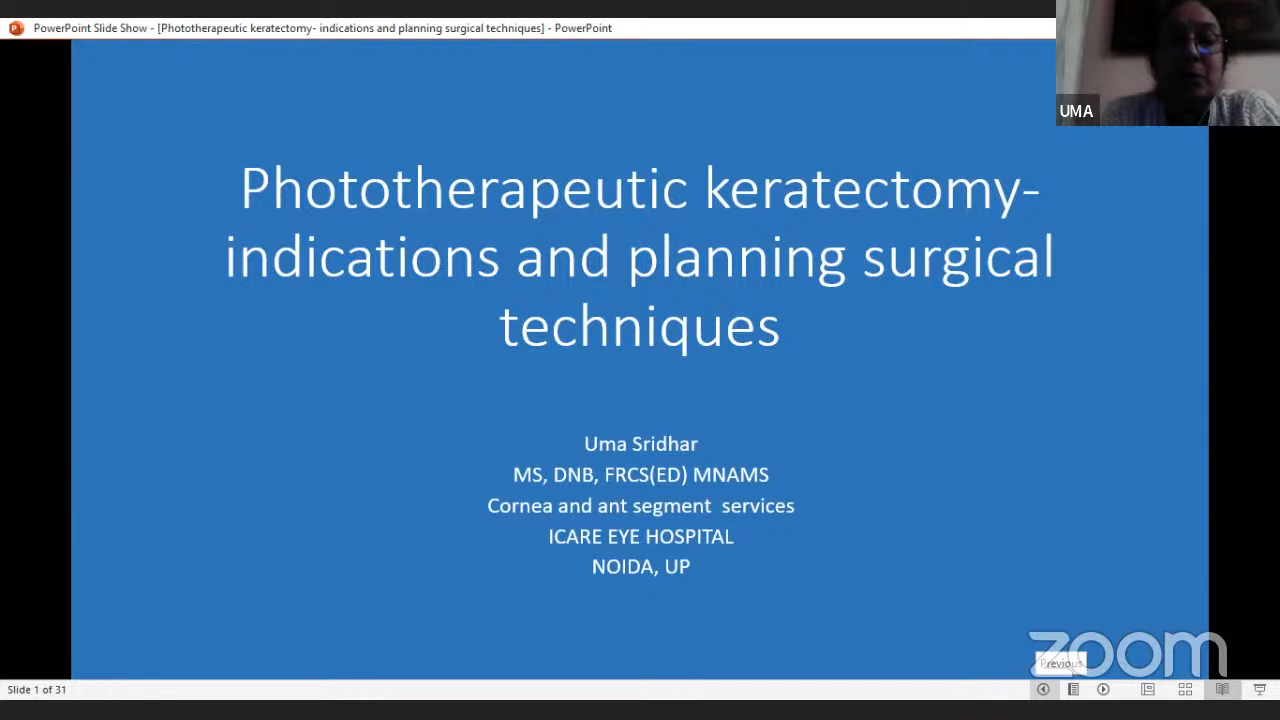 PowerPoint Slide Show - [Phototherapeutic keratectomy- indications and planning surgical techniques] - PowerPoint
UMA
Phototherapeutic keratectomy-
indications and planning surgical
techniques
Uma Sridhar
MS, DNB, FRCS(ED) MNAMS
Cornea and ant segment services
ICARE EYE HOSPITAL
NOIDA, UP
zoom
Previous
Slide 1 of 31